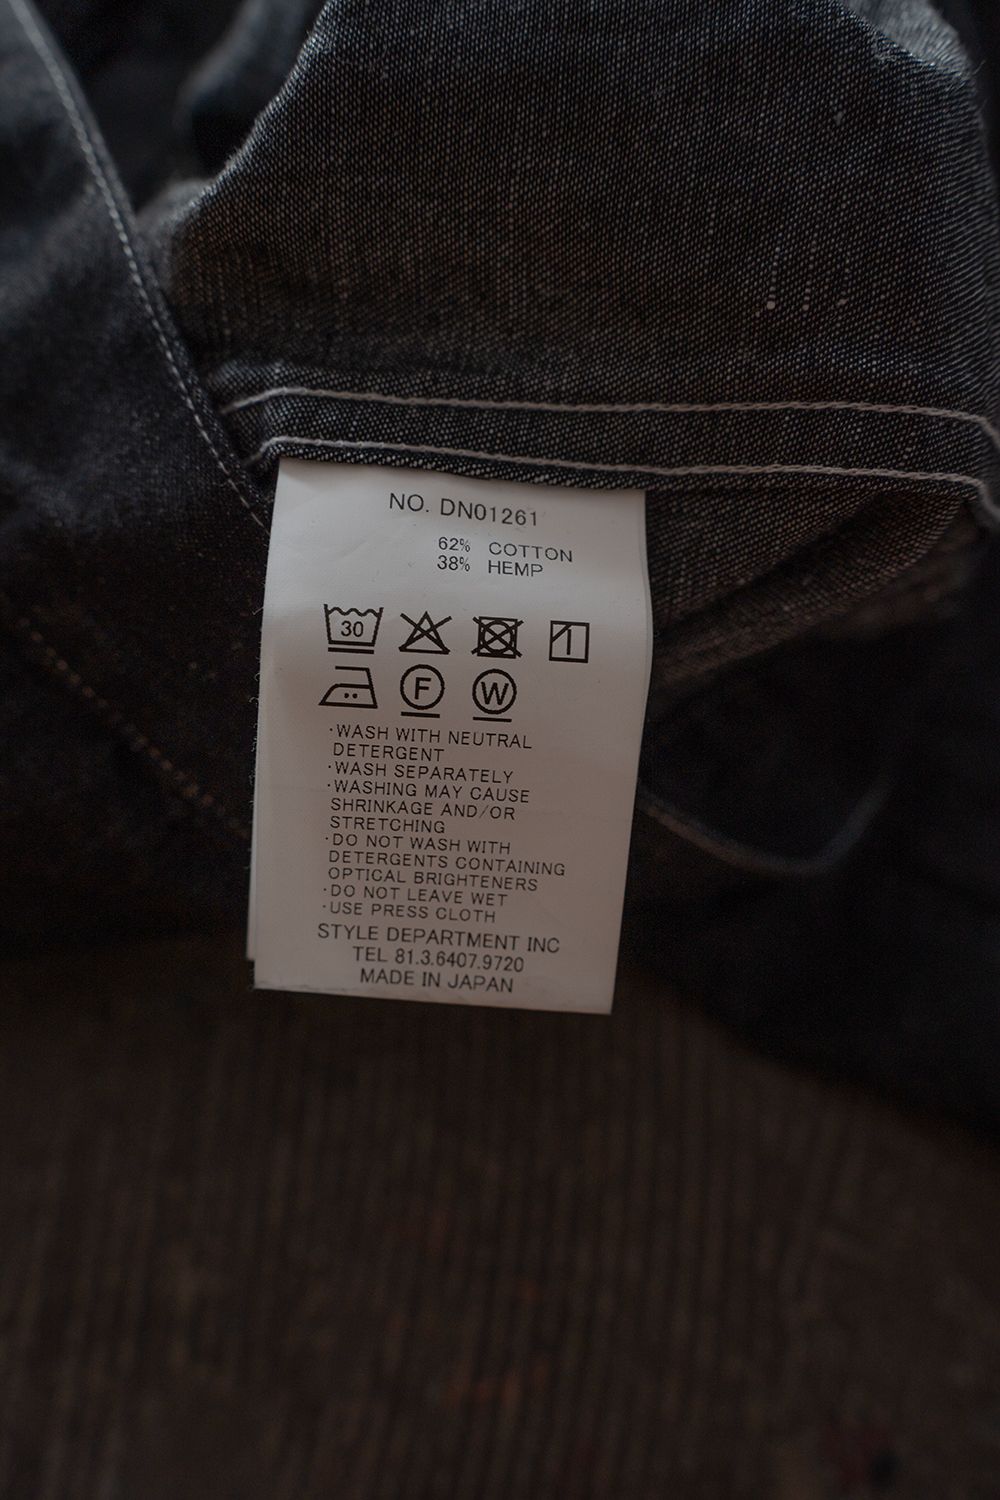 NO. DN01261
62% COTTON
38% HEMP
30
F W
·WASH WITH NEUTRAL
DETERGENT
·WASH SEPARATELY
·WASHING MAY CAUSE
SHRINKAGE AND/OR
STRETCHING
·DO NOT WASH WITH
DETERGENTS CONTAINING
OPTICAL BRIGHTENERS
·DO NOT LEAVE WET
·USE PRESS CLOTH
STYLE DEPARTMENT INC
TEL 81.3.6407.9720
MADE IN JAPAN